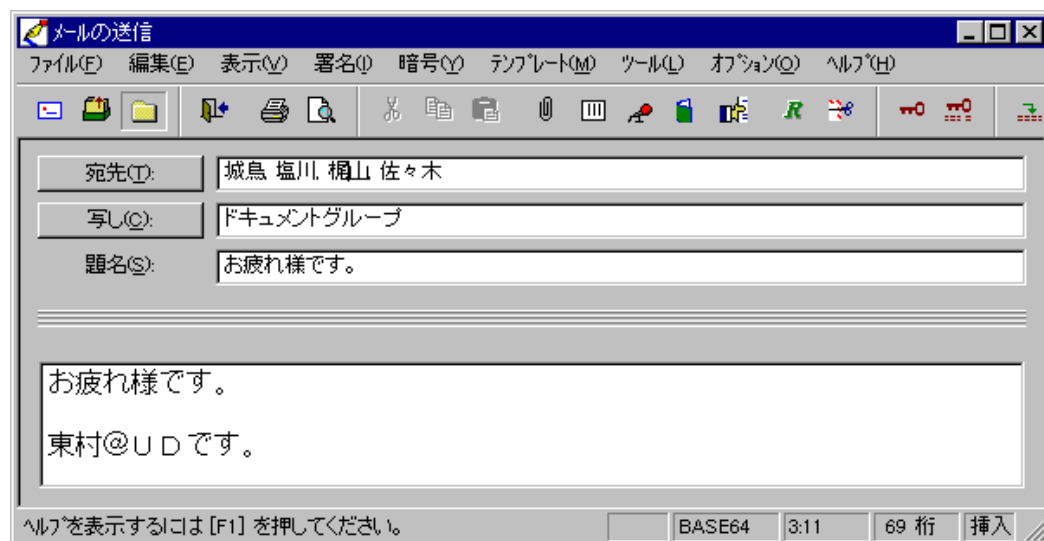 メールの送信
ファイル(F) 編集(E) 表示(V) 署名(I) 暗号(Y) テンプレート(M) ツール(L) オプション(O) ヘルプ(H)
R
宛先(T): 城鳥 塩川 梶山 佐々木
写し(C): ドキュメントグループ
題名(S): お疲れ様です。
お疲れ様です。
東村@UDです。
ヘルプを表示するには [F1] を押してください。 BASE64 3:11 69 桁 挿入